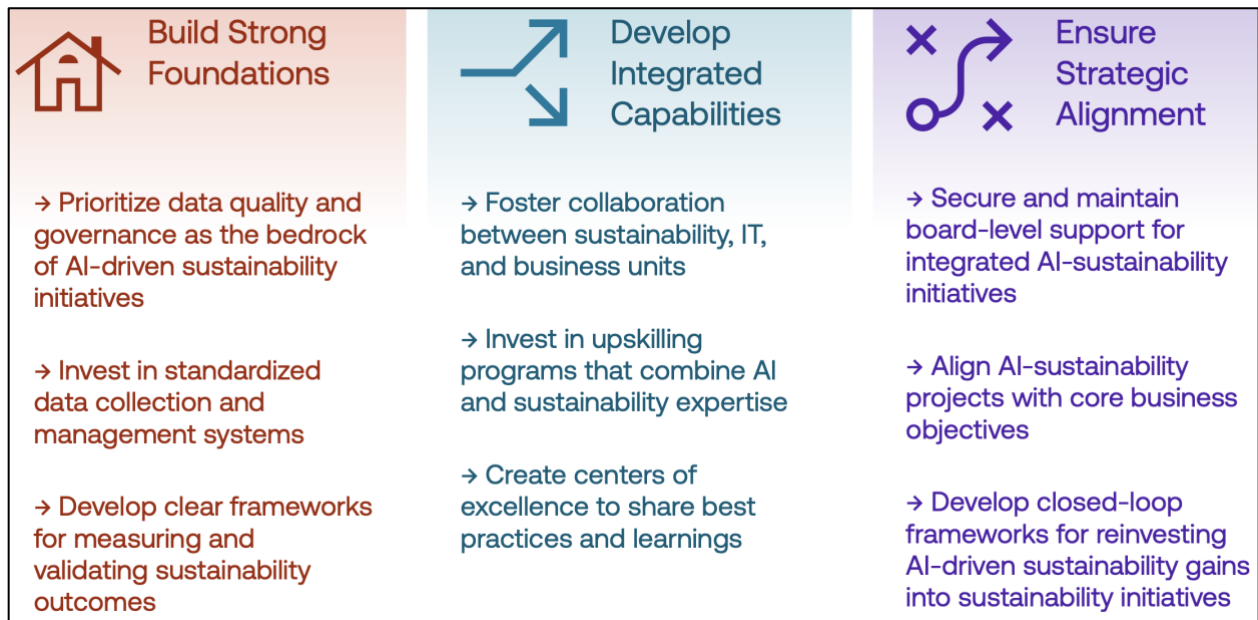 Build Strong
Foundations
→ Prioritize data quality and
governance as the bedrock
of AI-driven sustainability
initiatives
→ Invest in standardized
data collection and
management systems
→ Develop clear frameworks
for measuring and
validating sustainability
outcomes
Develop
Integrated
Capabilities
→ Foster collaboration
between sustainability, IT,
and business units
→ Invest in upskilling
programs that combine AI
and sustainability expertise
→ Create centers of
excellence to share best
practices and learnings
Ensure
Strategic
Alignment
→ Secure and maintain
board-level support for
integrated AI-sustainability
initiatives
→ Align AI-sustainability
projects with core business
objectives
→ Develop closed-loop
frameworks for reinvesting
AI-driven sustainability gains
into sustainability initiatives